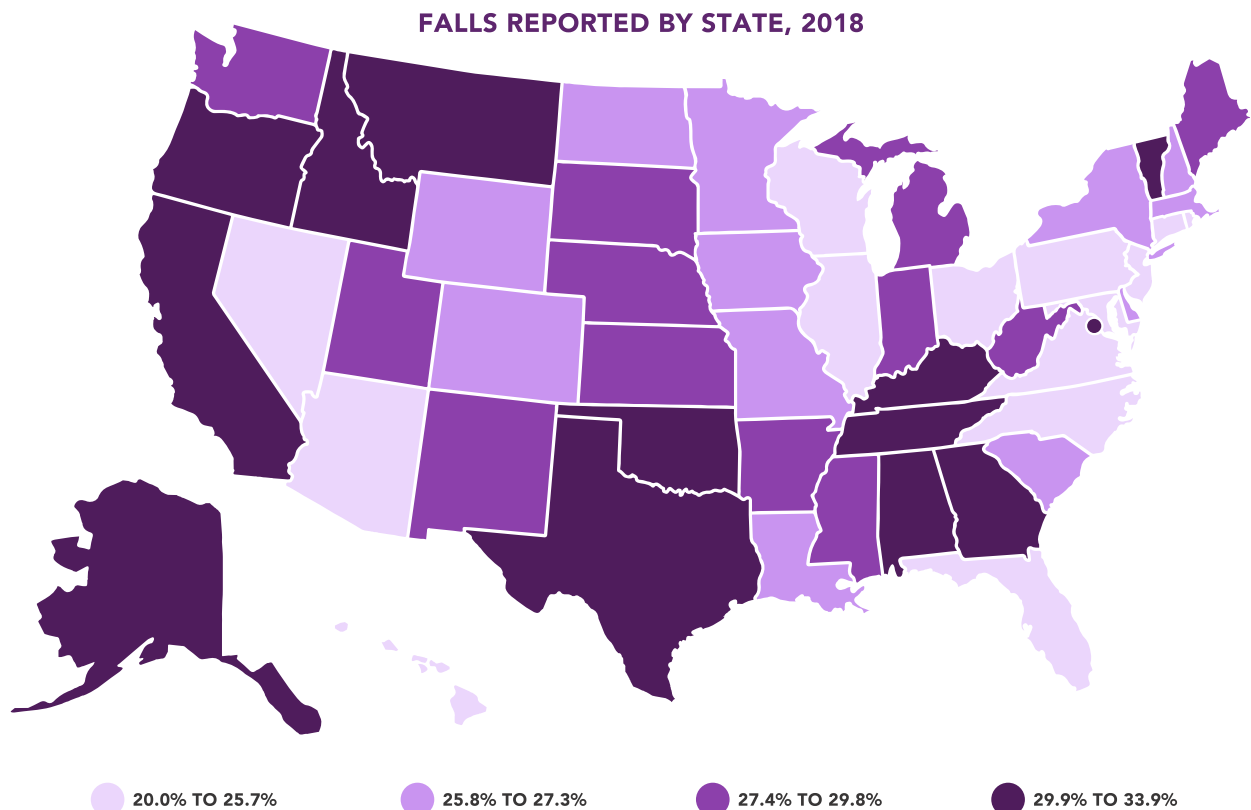 FALLS REPORTED BY STATE, 2018
20.0% TO 25.7%
25.8% TO 27.3%
27.4% TO 29.8%
29.9% TO 33.9%